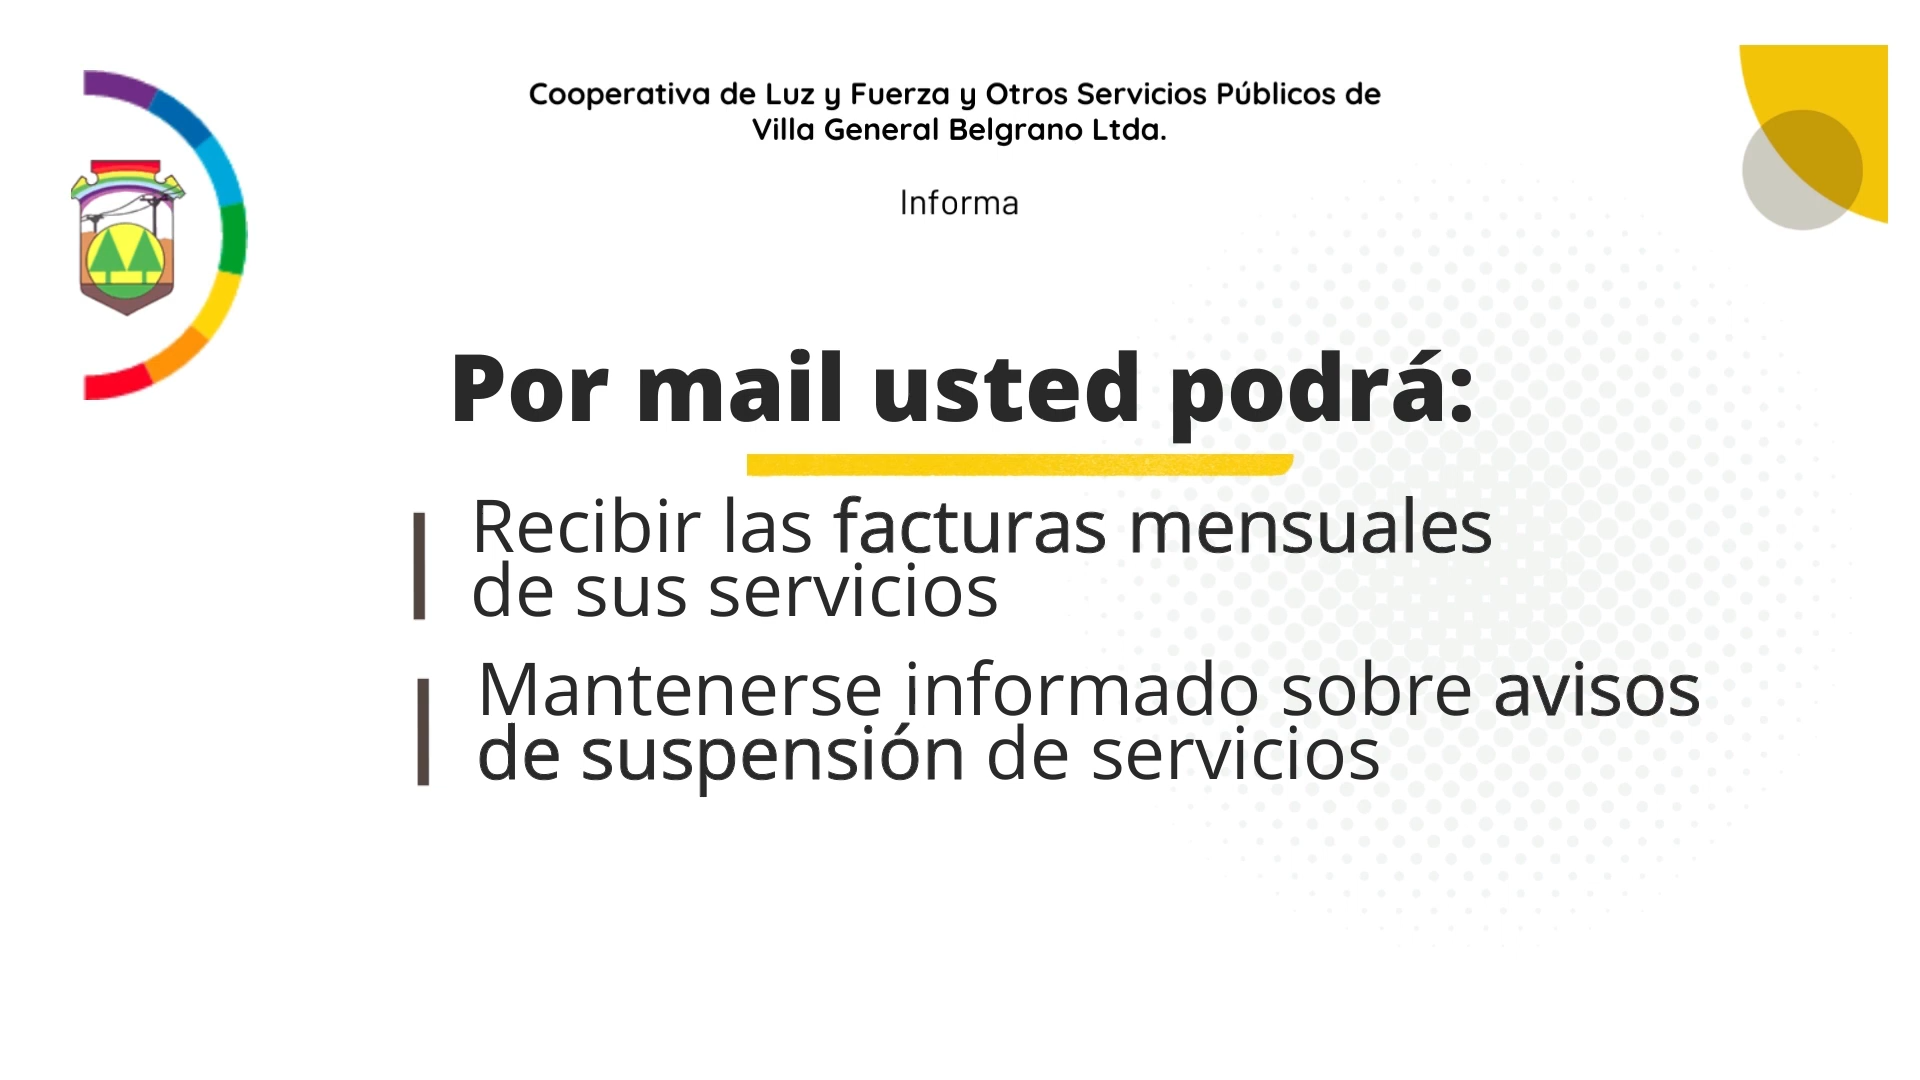 Cooperativa de Luz y Fuerza y Otros Servicios Públicos de
Villa General Belgrano Ltda.
Informa
Por mail usted podrá:
Recibir las facturas mensuales
de sus servicios
Mantenerse informado sobre avisos
de suspensión de servicios